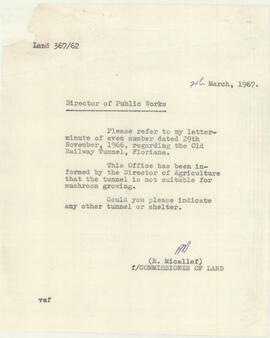 Land 367/62
March, 1967.
Director of Public Works
Please refer to my letter-
minute of even number dated 29th
November, 1966, regarding the Old
Railway Tunnel, Floriana.
This Office has been in-
formed by the Director of Agriculture
that the tunnel is not suitable for
mushroom growing.
Could you please indicate
any other tunnel or shelter.
(R. Micallef)
f/COMMISSIONER OF LAND
vsf